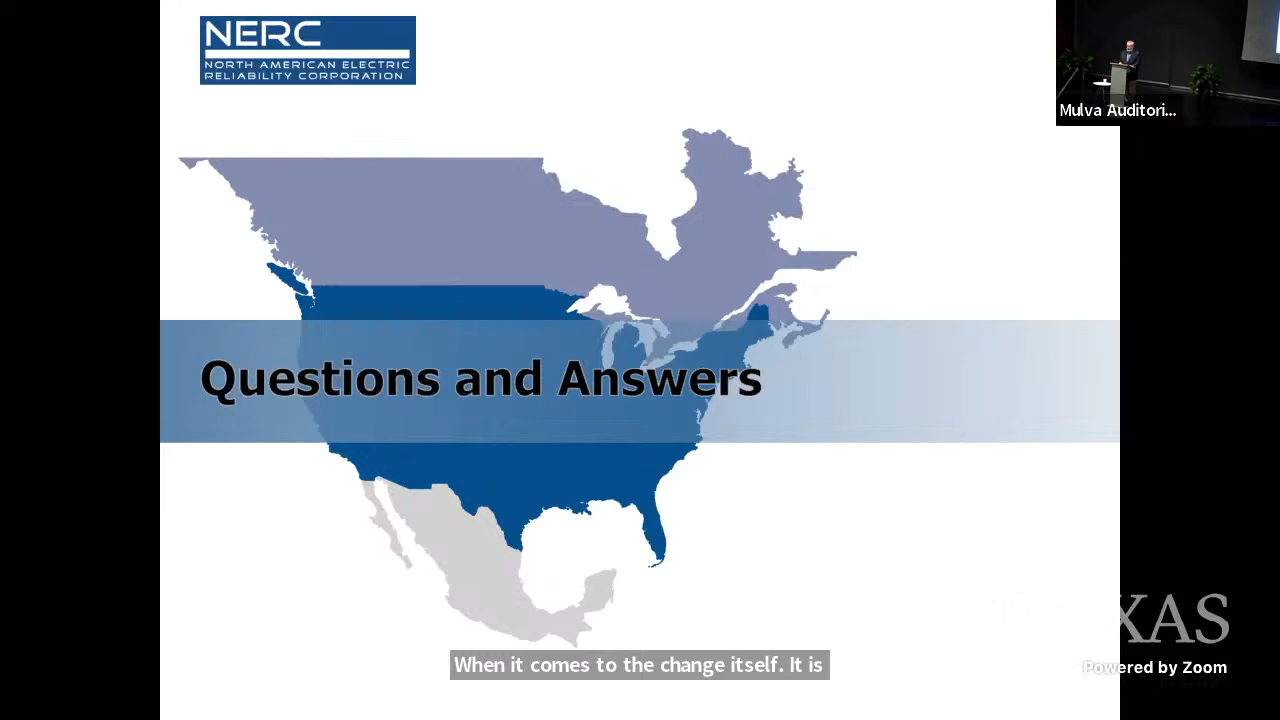 NERC
NORTH AMERICAN ELECTRIC
RELIABILITY CORPORATION
Mulva Auditori...
Questions and Answers
When it comes to the change itself. It is
XAS
Powered by Zoom